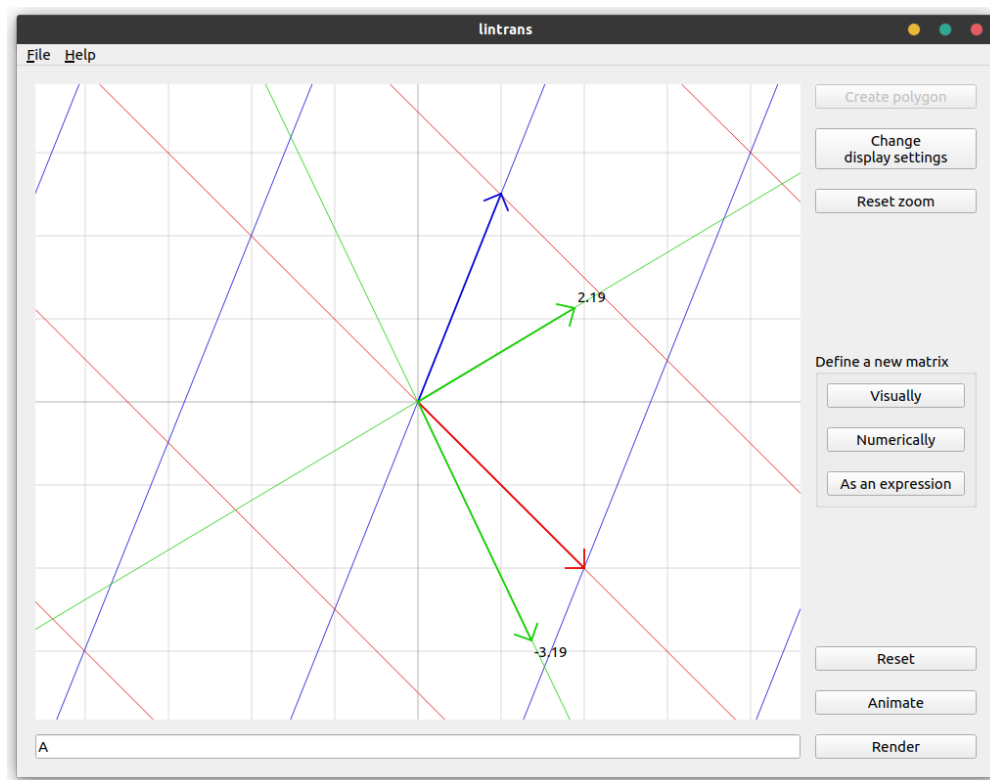 lintrans
File Help
Create polygon
Change
display settings
Reset zoom
2.19
Define a new matrix
Visually
Numerically
As an expression
-3.19
Reset
Animate
A
Render